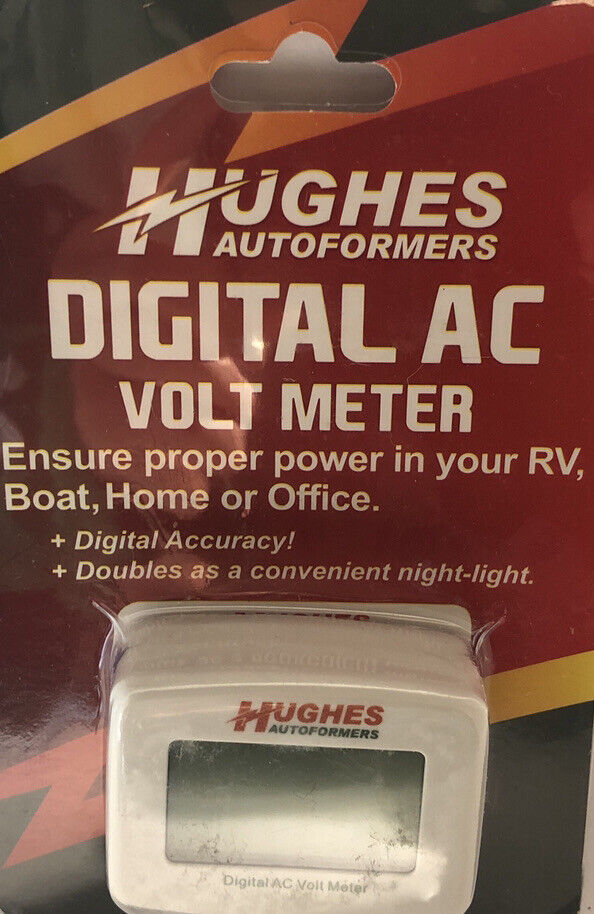 HUGHES
AUTOFORMERS
DIGITAL AC
VOLT METER
Ensure proper power in your RV,
Boat, Home or Office.
+ Digital Accuracy!
+ Doubles as a convenient night-light.
HUGHES
AUTOFORMERS
Digital AC Volt Meter